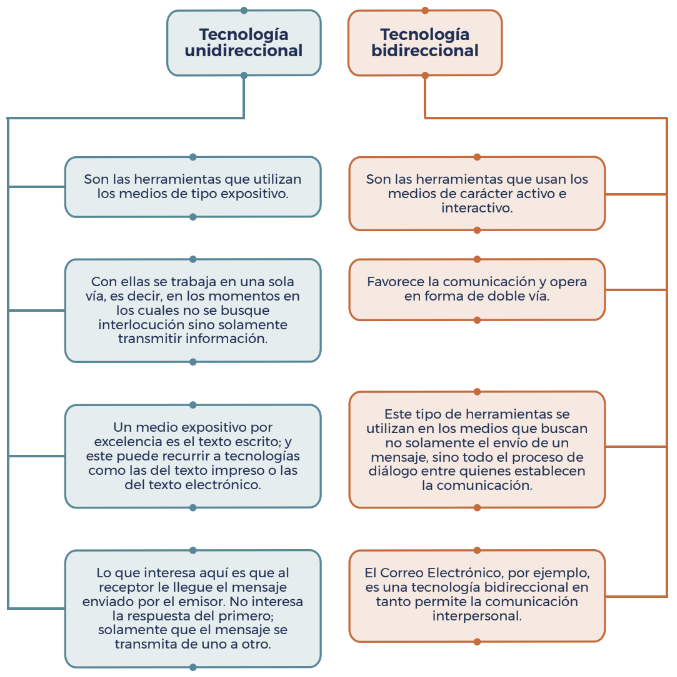 Tecnología
unidireccional
Tecnología
bidireccional
Son las herramientas que utilizan
los medios de tipo expositivo.
Con ellas se trabaja en una sola
vía, es decir, en los momentos en
los cuales no se busque
interlocución sino solamente
transmitir información.
Un medio expositivo por
excelencia es el texto escrito; y
este puede recurrir a tecnologías
como las del texto impreso o las
del texto electrónico.
Lo que interesa aquí es que al
receptor le llegue el mensaje
enviado por el emisor. No interesa
la respuesta del primero;
solamente que el mensaje se
transmita de uno a otro.
Son las herramientas que usan los
medios de carácter activo e
interactivo.
Favorece la comunicación y opera
en forma de doble vía.
Este tipo de herramientas se
utilizan en los medios que buscan
no solamente el envío de un
mensaje, sino todo el proceso de
diálogo entre quienes establecen
la comunicación.
El Correo Electrónico, por ejemplo,
es una tecnología bidireccional en
tanto permite la comunicación
interpersonal.